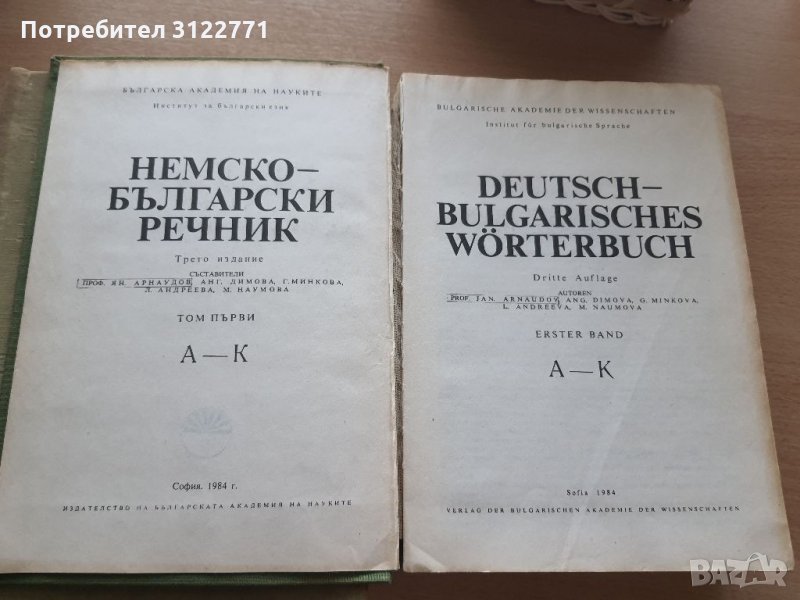 Потребител 3122771
БЪЛГАРСКА АКАДЕМИЯ НА НАУКИТЕ
Институт за български език
НЕМСКО—
БЪЛГАРСКИ
РЕЧНИК
Трето издание
СЪСТАВИТЕЛИ
ПРОФ. ЯН. АРНАУДОВ, АНГ. ДИМОВА, Г. МИНКОВА,
Л. АНДРЕЕВА, М. НАУМОВА
ТОМ ПЪРВИ
А—К
София, 1984 г.
ИЗДАТЕЛСТВО НА БЪЛГАРСКАТА АКАДЕМИЯ НА НАУКИТЕ
BULGARISCHE AKADEMIE DER WISSENSCHAFTEN
Institut für bulgarische Sprache
DEUTSCH—
BULGARISCHES
WÖRTERBUCH
Dritte Auflage
AUTOREN
PROF. JAN. ARNAUDOV, ANG. DIMOVA, G. MINKOVA,
L. ANDREEVA, M. NAUMOVA
ERSTER BAND
A—K
Sofia 1984
VERLAG DER BULGARISCHEN AKADEMIE DER WISSENSCHAFTEN
BAZAR